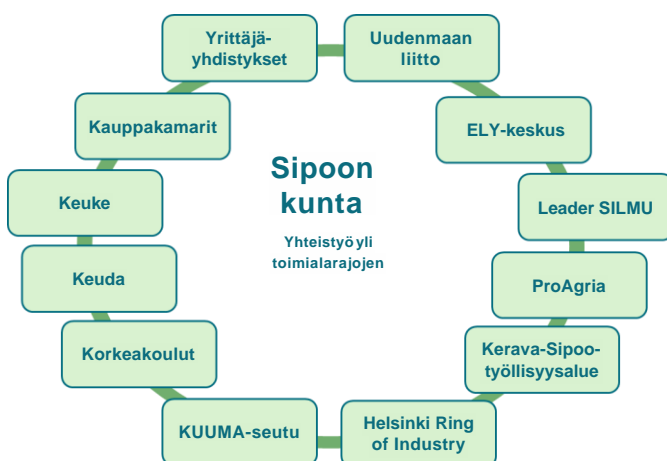 Yrittäjä-
yhdistykset
Uudenmaan
liitto
Kauppakamarit
ELY-keskus
Sipoon
kunta
Yhteistyö yli
toimialarajojen
Keuke
Leader SILMU
Keuda
ProAgria
Korkeakoulut
Kerava-Sipoo-
työllisyysalue
KUUMA-seutu
Helsinki Ring
of Industry